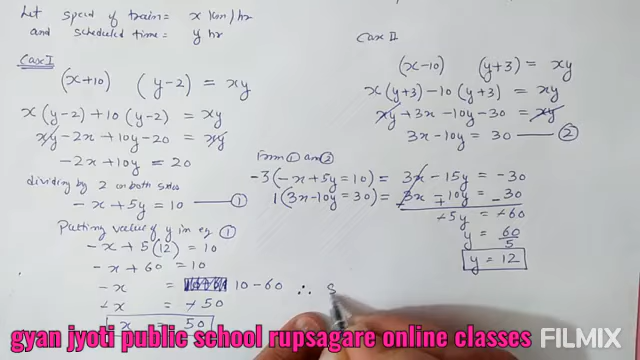 Let speed of train = x km/hr
and scheduled time = y hr
Case I
(x+10) (y-2) = xy
x(y-2)+10(y-2) = xy
xy-2x+10y-20 = xy
-2x+10y = 20
dividing by 2 on both sides
-x+5y = 10 ①
Putting value of y in eq ①
-x+5(12) = 10
-x+60 = 10
-x = 10-60
+x = +50
x = 50
Case II
(x-10) (y+3) = xy
x(y+3)-10(y+3) = xy
xy+3x-10y-30 = xy
3x-10y = 30 ②
From ① and ②
-3(-x+5y=10) = 3x-15y = -30
1(3x-10y=30) = 3x-10y = 30
+5y = +60
y = 60/5
y = 12
∴ S
gyan jyoti public school rupsagare online classes
FILMIX